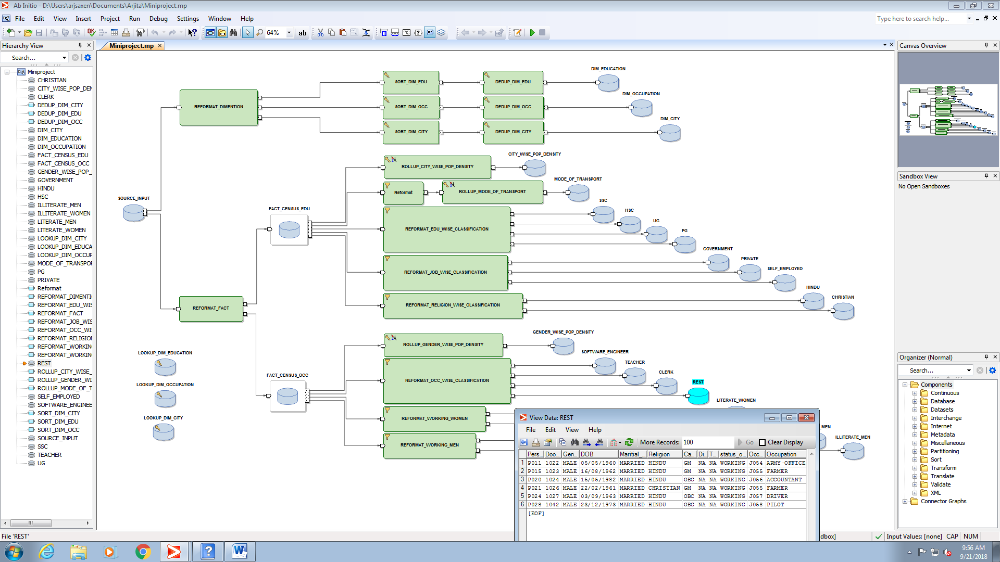 Ab Initio - D:\Users\arjsaxen\Documents\Arjita\Miniproject.mp
File Edit View Insert Project Run Debug Settings Window Help
Type here to search help...
64%
ab
Hierarchy View
Miniproject.mp
Canvas Overview
Search...
Miniproject
CHRISTIAN
CITY_WISE_POP_DEN
CLERK
DEDUP_DIM_CITY
DEDUP_DIM_EDU
DEDUP_DIM_OCC
DIM_CITY
DIM_EDUCATION
DIM_OCCUPATION
FACT_CENSUS_EDU
FACT_CENSUS_OCC
GENDER_WISE_POP_
GOVERNMENT
HINDU
HSC
ILLITERATE_MEN
ILLITERATE_WOMEN
LITERATE_MEN
LITERATE_WOMEN
LOOKUP_DIM_CITY
LOOKUP_DIM_EDUCA
LOOKUP_DIM_OCCUP
MODE_OF_TRANSPOR
PG
PRIVATE
Reformat
REFORMAT_DIMENTIO
REFORMAT_EDU_WIS
REFORMAT_FACT
REFORMAT_JOB_WIS
REFORMAT_OCC_WIS
REFORMAT_RELIGION
REFORMAT_WORKING
REFORMAT_WORKING
REST
ROLLUP_CITY_WISE_
ROLLUP_GENDER_WI
ROLLUP_MODE_OF_T
SELF_EMPLOYED
SOFTWARE_ENGINEE
SORT_DIM_CITY
SORT_DIM_EDU
SORT_DIM_OCC
SOURCE_INPUT
SSC
TEACHER
UG
SOURCE_INPUT
REFORMAT_DIMENTION
SORT_DIM_EDU
DEDUP_DIM_EDU
DIM_EDUCATION
SORT_DIM_OCC
DEDUP_DIM_OCC
DIM_OCCUPATION
SORT_DIM_CITY
DEDUP_DIM_CITY
DIM_CITY
ROLLUP_CITY_WISE_POP_DENSITY
CITY_WISE_POP_DENSITY
Reformat
ROLLUP_MODE_OF_TRANSPORT
MODE_OF_TRANSPORT
FACT_CENSUS_EDU
REFORMAT_EDU_WISE_CLASSIFICATION
SSC
HSC
UG
PG
REFORMAT_JOB_WISE_CLASSIFICATION
GOVERNMENT
PRIVATE
SELF_EMPLOYED
REFORMAT_RELIGION_WISE_CLASSIFICATION
HINDU
CHRISTIAN
REFORMAT_FACT
LOOKUP_DIM_EDUCATION
LOOKUP_DIM_OCCUPATION
LOOKUP_DIM_CITY
FACT_CENSUS_OCC
ROLLUP_GENDER_WISE_POP_DENSITY
GENDER_WISE_POP_DENSITY
REFORMAT_OCC_WISE_CLASSIFICATION
SOFTWARE_ENGINEER
TEACHER
CLERK
REST
REFORMAT_WORKING_WOMEN
LITERATE_WOMEN
REFORMAT_WORKING_MEN
_MEN
ILLITERATE_MEN
View Data: REST
File Edit View Help
More Records: 100 Go Clear Display
Pers... Doo... Gen... DOB Maritial_... Religion Ca... Di... T... status_o... Occ... Occupation
1 P011 1022 MALE 05/05/1960 MARRIED HINDU GM NA NA WORKING J054 ARMY·OFFICE
2 P015 1023 MALE 16/08/1962 MARRIED HINDU GM NA NA WORKING J055 FARMER
3 P020 1024 MALE 15/05/1982 MARRIED HINDU OBC NA NA WORKING J056 ACCOUNTANT
4 P021 1026 MALE 22/02/1961 MARRIED CHRISTIAN GM NA NA WORKING J055 FARMER
5 P024 1027 MALE 03/09/1963 MARRIED HINDU OBC NA NA WORKING J057 DRIVER
6 P028 1042 MALE 23/12/1973 MARRIED HINDU OBC NA NA WORKING J058 PILOT
[EOF]
Sandbox View
No Open Sandboxes
Organizer (Normal)
Search...
Components
Continuous
Database
Datasets
Interchange
Internet
Metadata
Miscellaneous
Partitioning
Sort
Transform
Translate
Validate
XML
Connector Graphs
File 'REST'
dbox]
Input Values: [none] CAP NUM
9:56 AM
9/21/2018